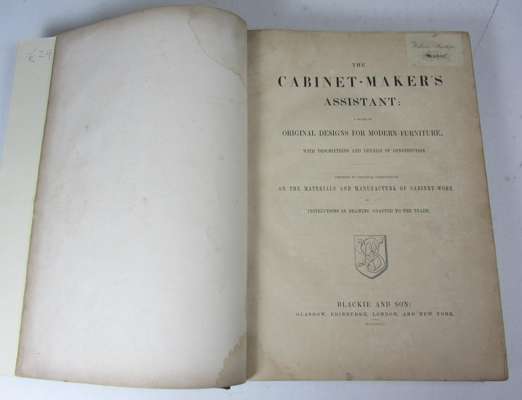 E 24
THE
CABINET-MAKER'S
ASSISTANT:
ORIGINAL DESIGNS FOR MODERN FURNITURE,
WITH DESCRIPTIONS AND DETAILS OF CONSTRUCTION
ON THE MATERIALS AND MANUFACTURE OF CABINET-WORK
INSTRUCTIONS IN DRAWING, ADAPTED TO THE TRADE.
BLACKIE AND SON:
GLASGOW, EDINBURGH, LONDON, AND NEW YORK.